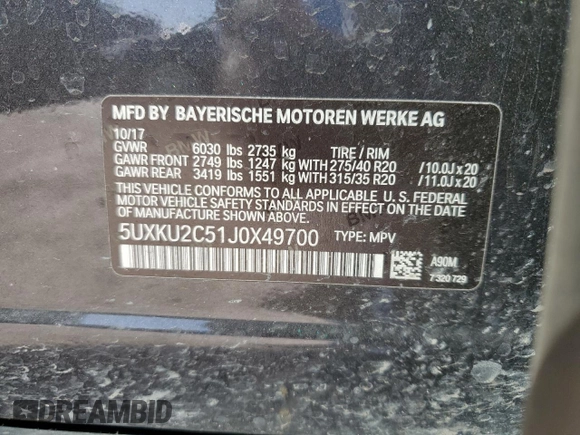 MFD BY BAYERISCHE MOTOREN WERKE AG
10/17
GVWR 6030 lbs 2735 kg TIRE / RIM
GAWR FRONT 2749 lbs 1247 kg WITH 275/40 R20 /10.0J x 20
GAWR REAR 3419 lbs 1551 kg WITH 315/35 R20 /11.0J x 20
THIS VEHICLE CONFORMS TO ALL APPLICABLE U. S. FEDERAL
MOTOR VEHICLE SAFETY STANDARDS IN EFFECT ON THE
DATE OF MANUFACTURE SHOWN ABOVE.
5UXKU2C51J0X49700 TYPE: MPV
A90M
7 320 729
DREAMBID